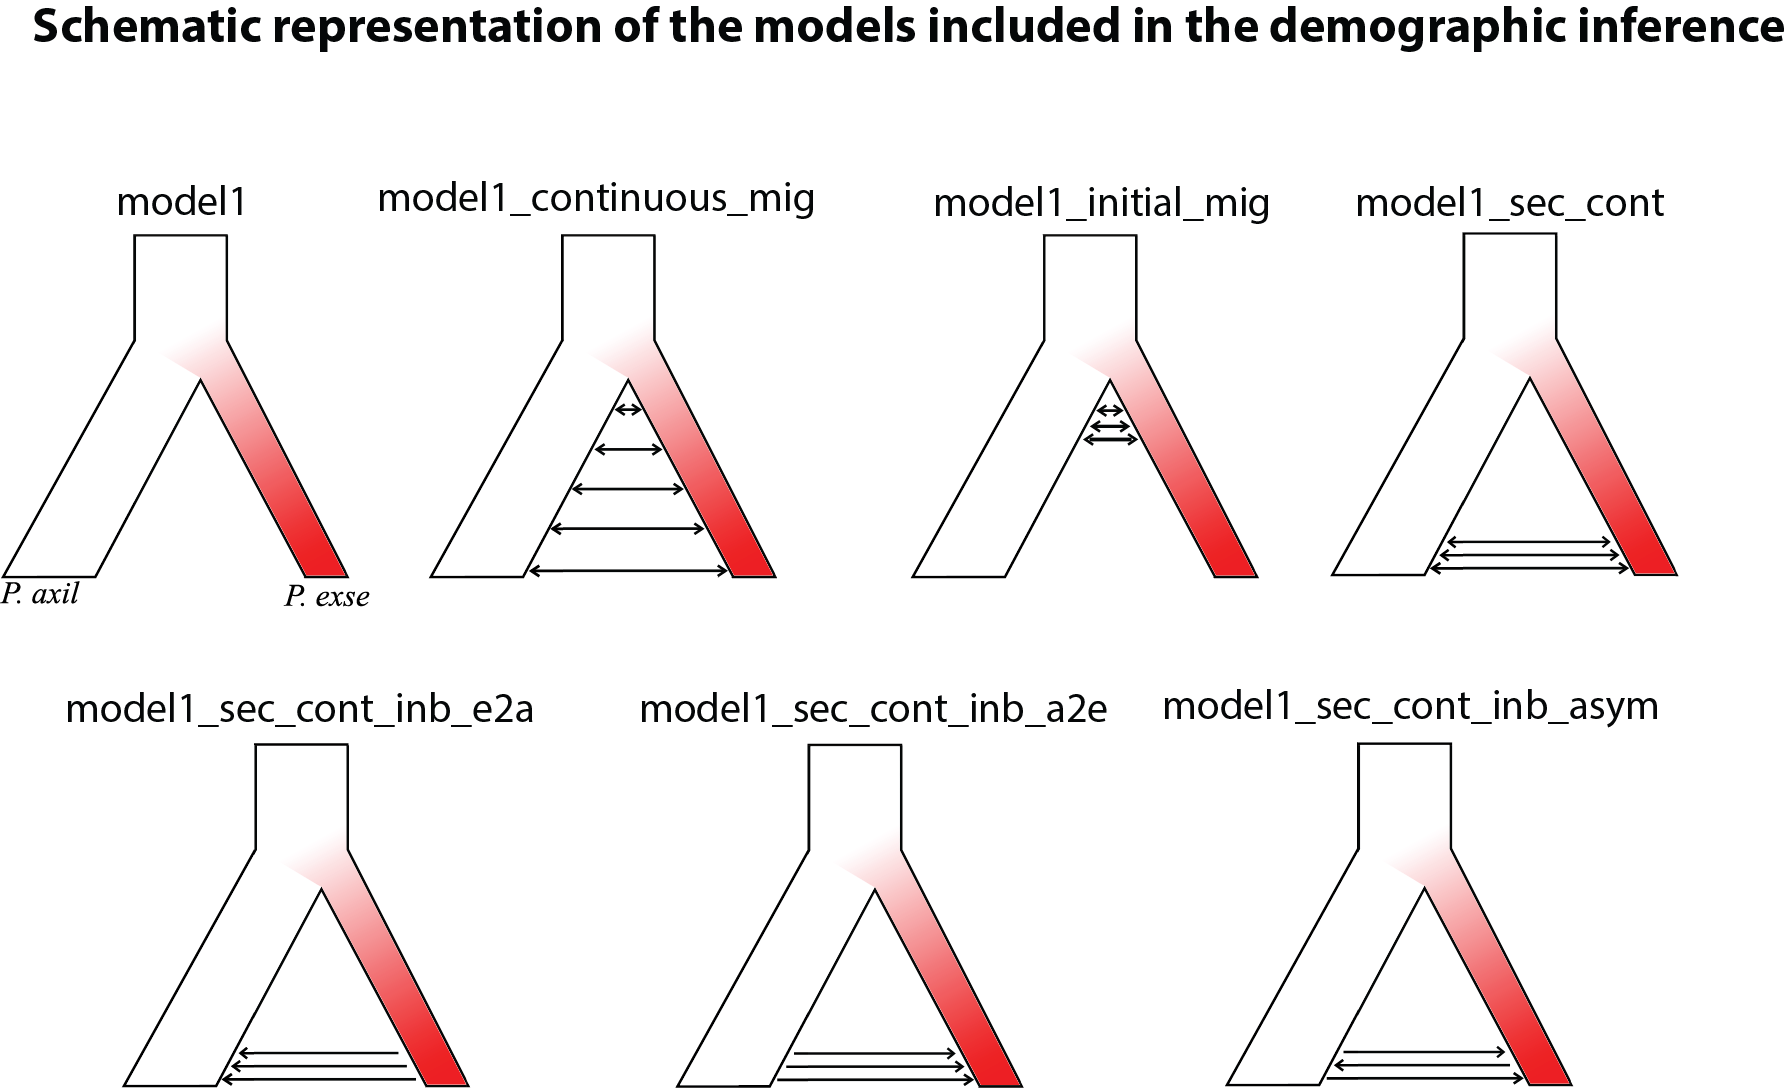 Schematic representation of the models included in the demographic inference
model1
model1_continuous_mig
model1_initial_mig
model1_sec_cont
P. axil
P. exse
model1_sec_cont_inb_e2a
model1_sec_cont_inb_a2e
model1_sec_cont_inb_asym